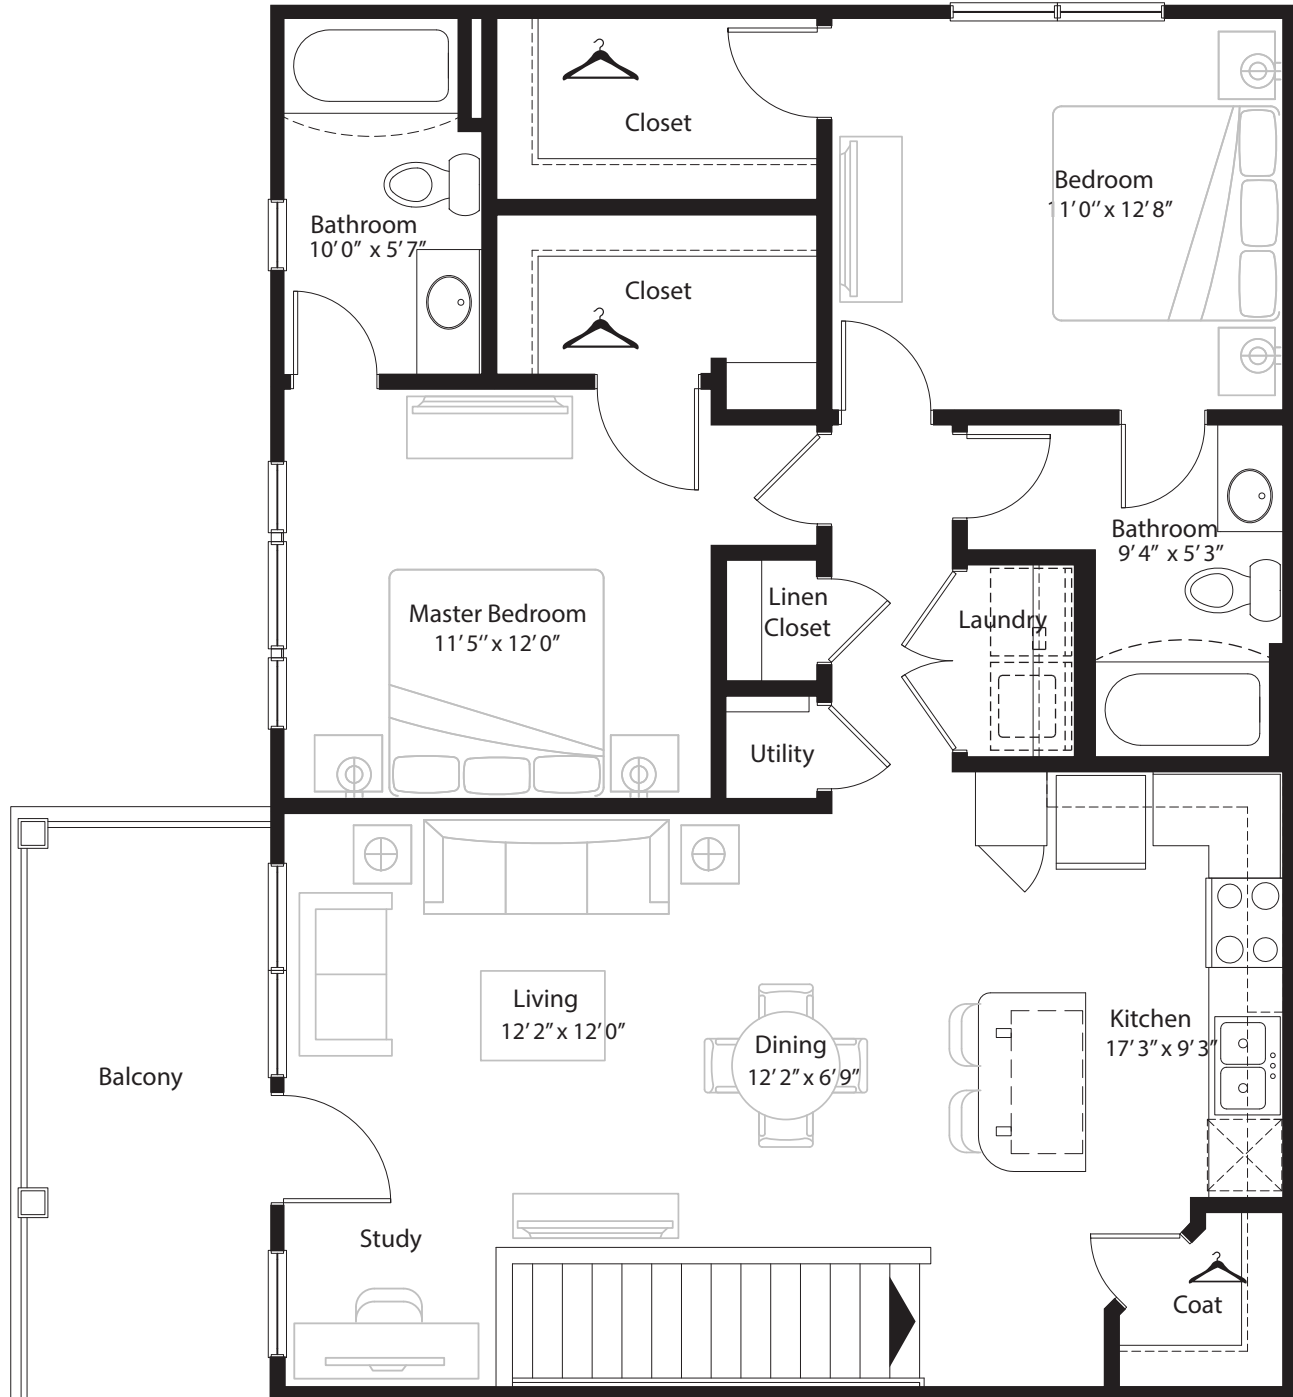 Closet
Bedroom
11'0" x 12'8"
Bathroom
10'0" x 5'7"
Closet
Bathroom
9'4" x 5'3"
Master Bedroom
11'5" x 12'0"
Linen
Closet
Laundry
Utility
Living
12'2" x 12'0"
Dining
12'2" x 6'9"
Kitchen
17'3" x 9'3"
Balcony
Study
Coat